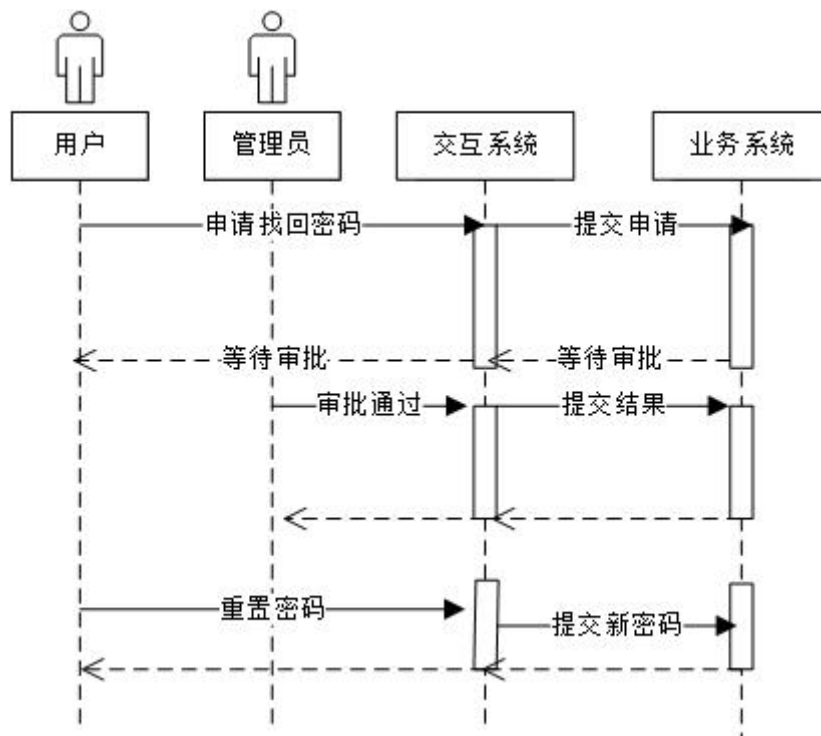 用户
管理员
交互系统
业务系统
申请找回密码
提交申请
等待审批
等待审批
审批通过
提交结果
重置密码
提交新密码